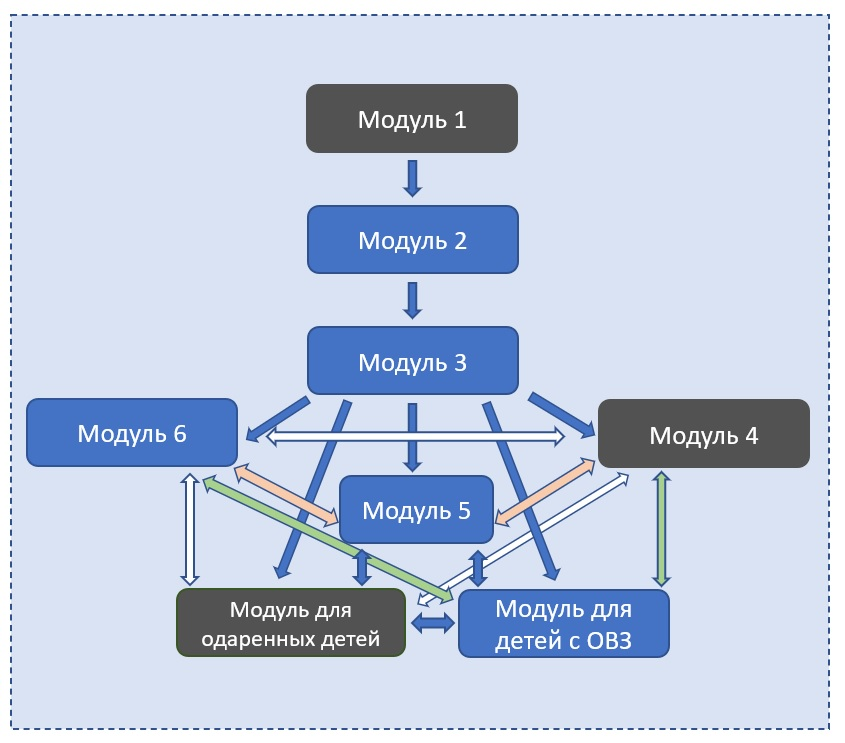 Модуль 1
Модуль 2
Модуль 3
Модуль 6
Модуль 4
Модуль 5
Модуль для
одаренных детей
Модуль для
детей с ОВЗ